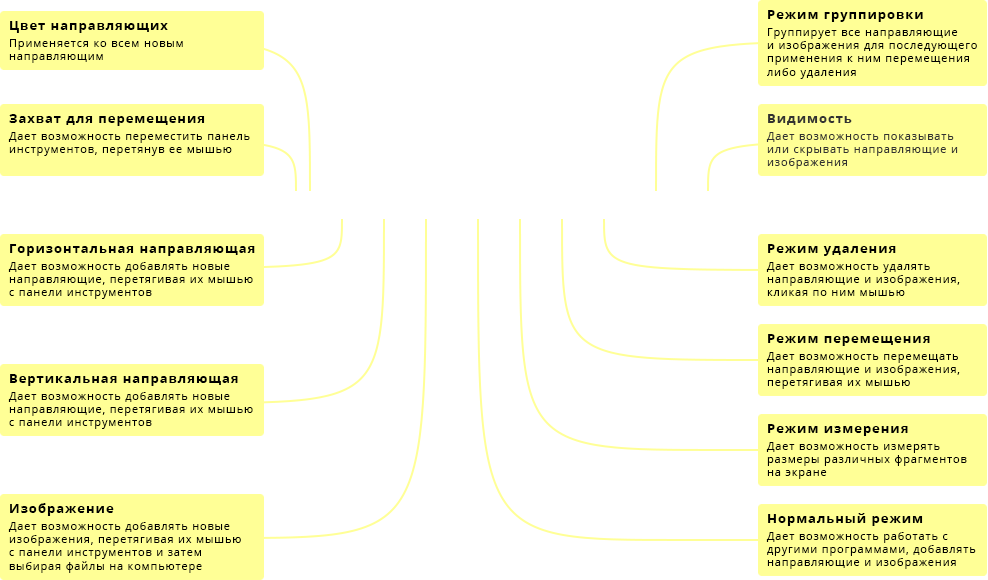 Цвет направляющих
Применяется ко всем новым
направляющим
Захват для перемещения
Дает возможность переместить панель
инструментов, перетянув ее мышью
Горизонтальная направляющая
Дает возможность добавлять новые
направляющие, перетягивая их мышью
с панели инструментов
Вертикальная направляющая
Дает возможность добавлять новые
направляющие, перетягивая их мышью
с панели инструментов
Изображение
Дает возможность добавлять новые
изображения, перетягивая их мышью
с панели инструментов и затем
выбирая файлы на компьютере
Режим группировки
Группирует все направляющие
и изображения для последующего
применения к ним перемещения
либо удаления
Видимость
Дает возможность показывать
или скрывать направляющие и
изображения
Режим удаления
Дает возможность удалять
направляющие и изображения,
кликая по ним мышью
Режим перемещения
Дает возможность перемещать
направляющие и изображения,
перетягивая их мышью
Режим измерения
Дает возможность измерять
размеры различных фрагментов
на экране
Нормальный режим
Дает возможность работать с
другими программами, добавлять
направляющие и изображения